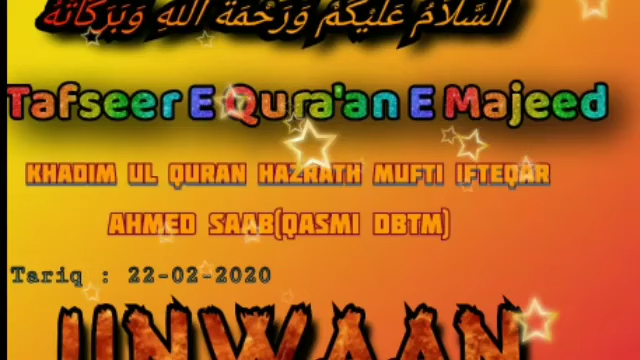 السَّلَامُ عَلَيْكُمْ وَرَحْمَةُ اللهِ وَبَرَكَاتُهُ
Tafseer E Qura'an E Majeed
KHADIM UL QURAN HAZRATH MUFTI IFTEQAR
AHMED SAAB(QASMI DBTM)
Tariq : 22-02-2020
UNWAAN